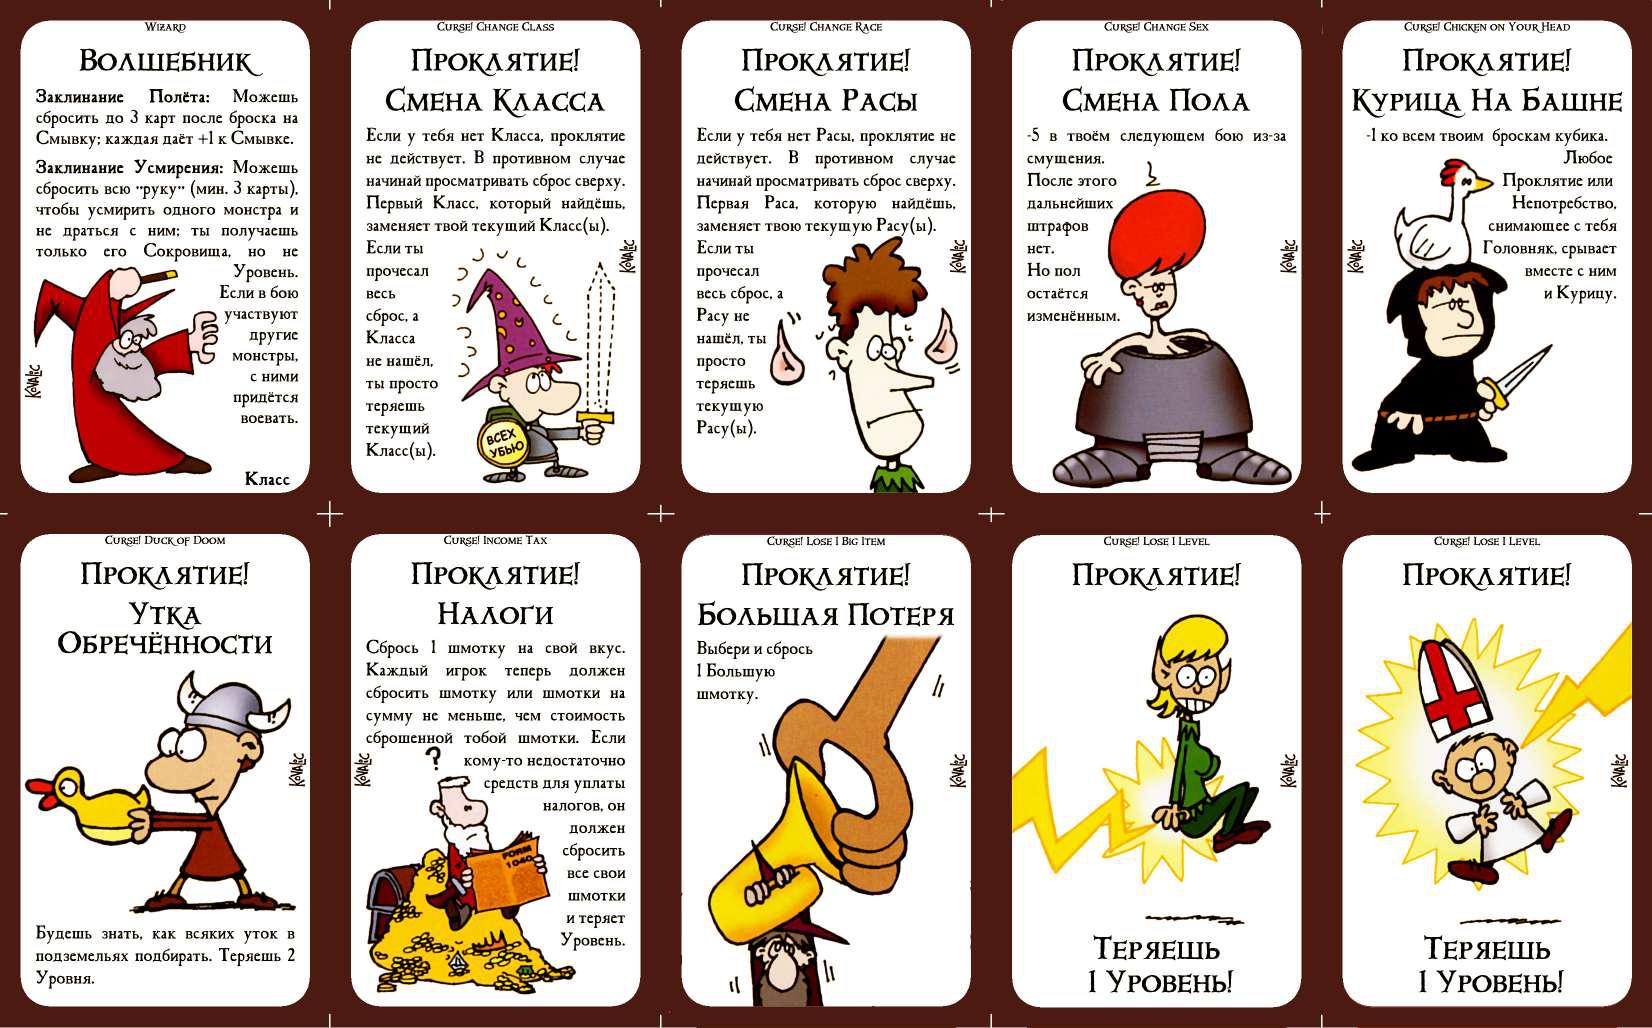 Wizard
Волшебник
Заклинание Полёта: Можешь
сбросить до 3 карт после броска на
Смывку; каждая даёт +1 к Смывке.
Заклинание Усмирения: Можешь
сбросить всю "руку" (мин. 3 карты),
чтобы усмирить одного монстра и
не драться с ним; ты получаешь
только его Сокровища, но не
Уровень.
Если в бою
участвуют
другие
монстры,
с ними
придётся
воевать.
Kovalic
Класс
Curse! Change Class
Проклятие!
Смена Класса
Если у тебя нет Класса, проклятие
не действует. В противном случае
начинай просматривать сброс сверху.
Первый Класс, который найдёшь,
заменяет твой текущий Класс(ы).
Если ты
прочесал
весь
сброс, а
Класса
не нашёл,
ты просто
теряешь
текущий
Класс(ы).
Kovalic
ВСЕХ
УБЬЮ
Curse! Change Race
Проклятие!
Смена Расы
Если у тебя нет Расы, проклятие не
действует. В противном случае
начинай просматривать сброс сверху.
Первая Раса, которую найдёшь,
заменяет твою текущую Расу(ы).
Если ты
прочесал
весь сброс, а
Расу не
нашёл, ты
просто
теряешь
текущую
Расу(ы).
Kovalic
Curse! Change Sex
Проклятие!
Смена Пола
-5 в твоём следующем бою из-за
смущения.
После этого
дальнейших
штрафов
нет.
Но пол
остаётся
изменённым.
Kovalic
Curse! Chicken on Your Head
Проклятие!
Курица На Башне
-1 ко всем твоим броскам кубика.
Любое
Проклятие или
Непотребство,
снимающее с тебя
Головняк, срывает
вместе с ним
и Курицу.
Kovalic
Curse! Duck of Doom
Проклятие!
Утка
Обречённости
Kovalic
Будешь знать, как всяких уток в
подземельях подбирать. Теряешь 2
Уровня.
Curse! Income Tax
Проклятие!
Налоги
Сбрось 1 шмотку на свой вкус.
Каждый игрок теперь должен
сбросить шмотку или шмотки на
сумму не меньше, чем стоимость
сброшенной тобой шмотки. Если
кому-то недостаточно
средств для уплаты
налогов, он
должен
сбросить
все свои
шмотки
и теряет
Уровень.
Kovalic
?
FORM
1040
Curse! Lose 1 Big Item
Проклятие!
Большая Потеря
Выбери и сбрось
1 Большую
шмотку.
Curse! Lose 1 Level
Проклятие!
Kovalic
Теряешь
1 Уровень!
Curse! Lose 1 Level
Проклятие!
Kovalic
Теряешь
1 Уровень!